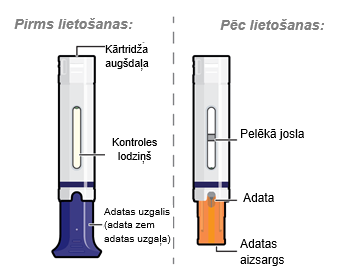 Pirms lietošanas:
Kārtridža
augšdaļa
Kontroles
lodziņš
Adatas uzgalis
(adata zem
adatas uzgaļa)
Pēc lietošanas:
Pelēkā josla
Adata
Adatas
aizsargs